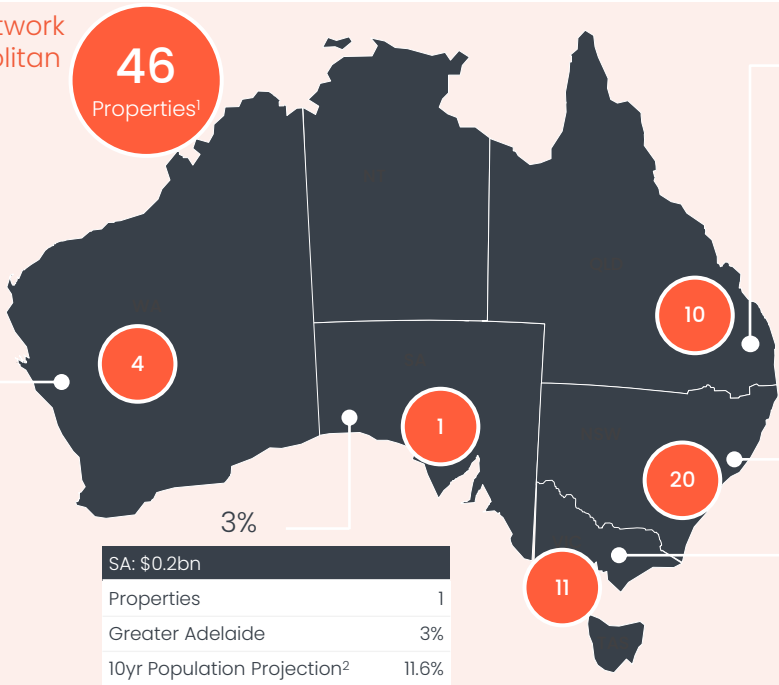 twork
olitan
46
Properties¹
10
4
1
20
11
3%
SA: $0.2bn
Properties 1
Greater Adelaide 3%
10yr Population Projection² 11.6%